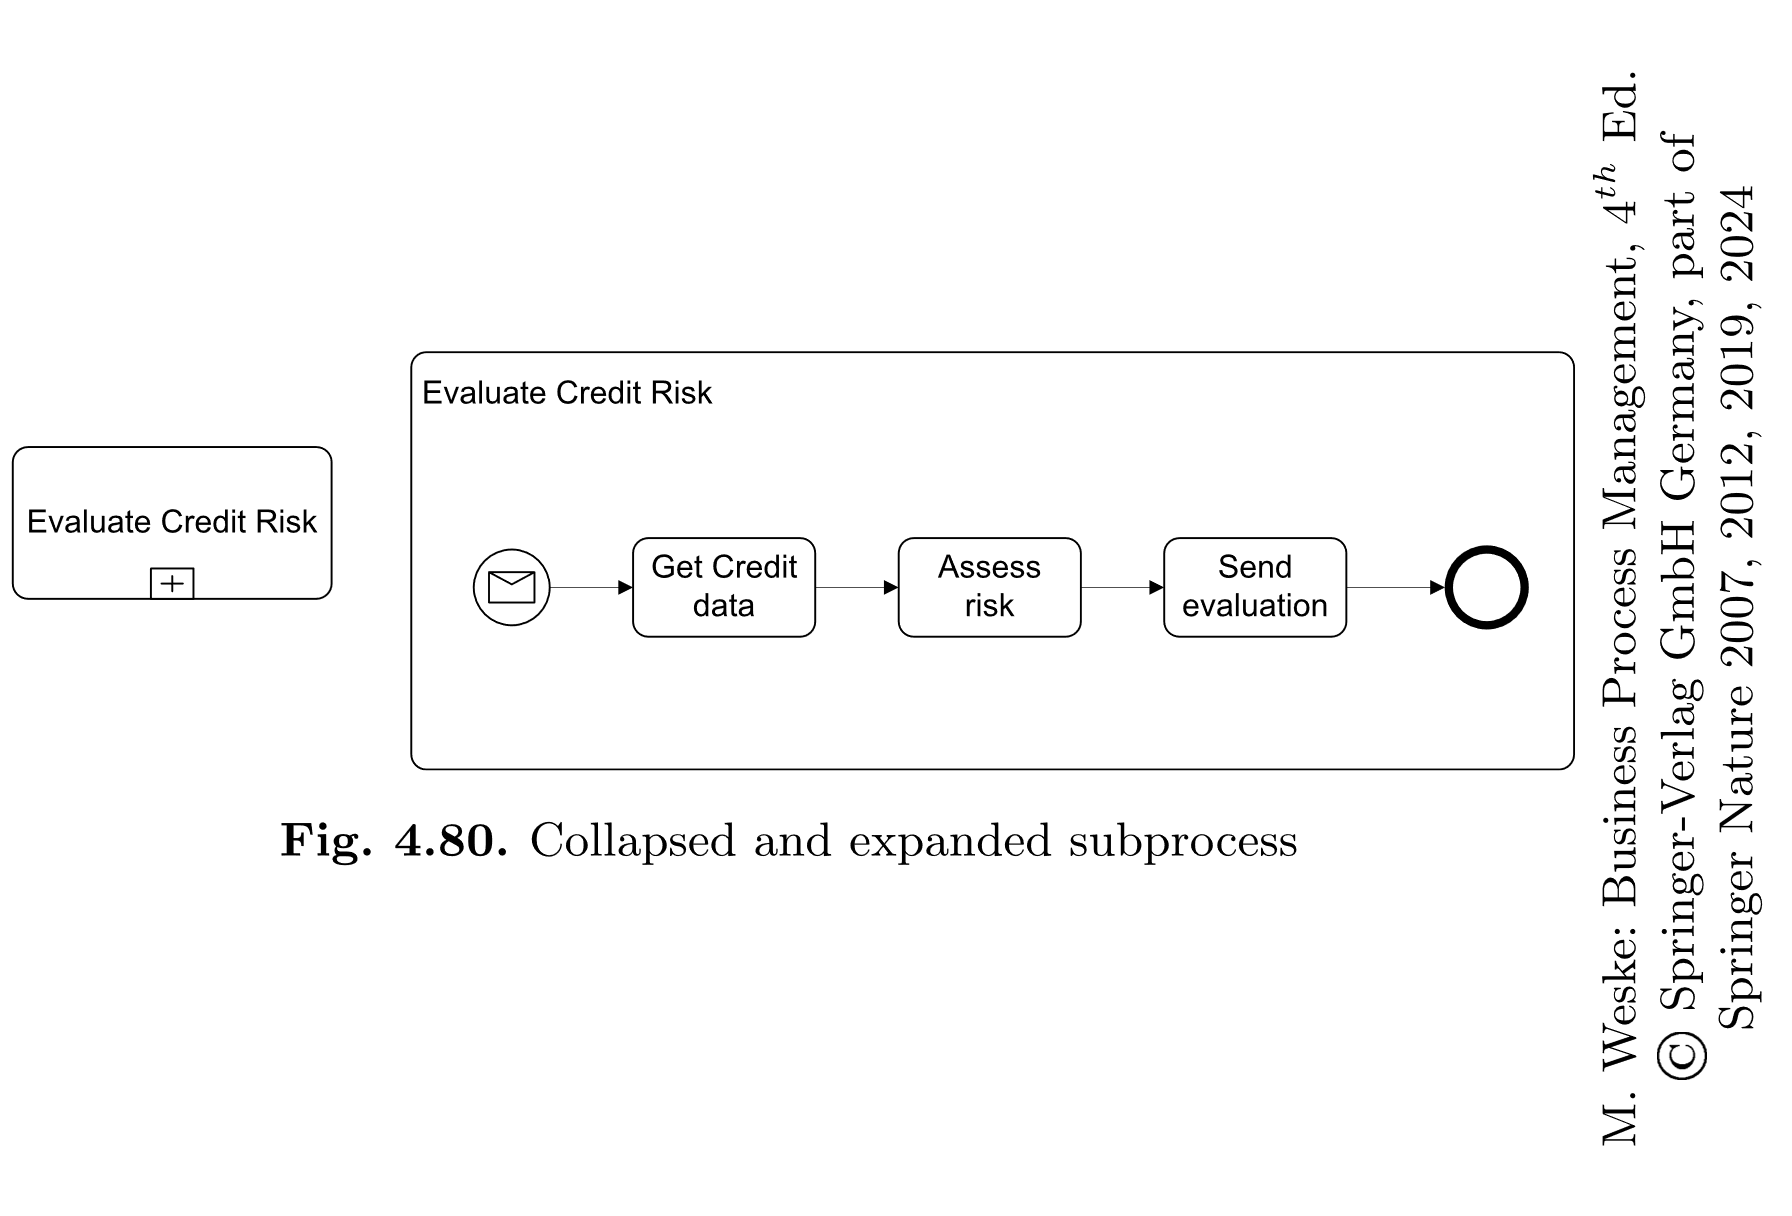 Evaluate Credit Risk
Evaluate Credit Risk
Get Credit
data
Assess
risk
Send
evaluation
Fig. 4.80. Collapsed and expanded subprocess
M. Weske: Business Process Management, 4th Ed.
© Springer-Verlag GmbH Germany, part of
Springer Nature 2007, 2012, 2019, 2024